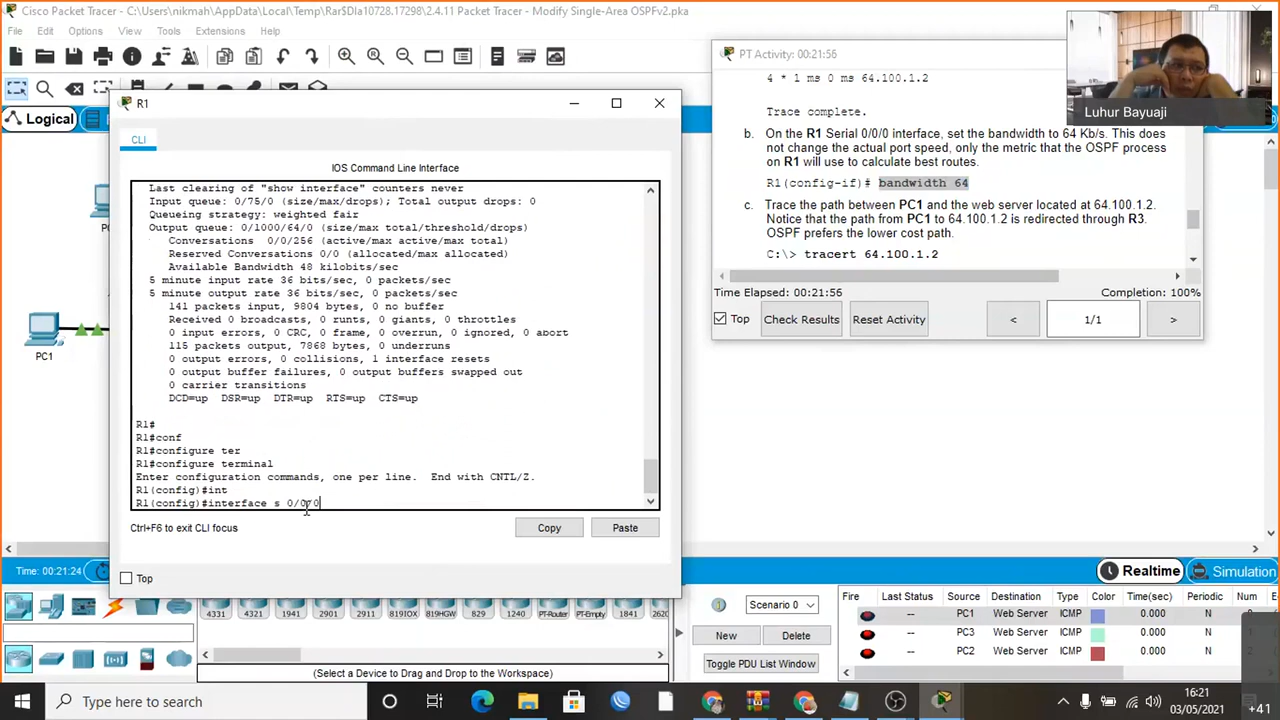 Cisco Packet Tracer - C:\Users\nikmah\AppData\Local\Temp\Rar$DIa10728.17298\2.4.11 Packet Tracer - Modify Single-Area OSPFv2.pka
File Edit Options View Tools Extensions Help
Logical
PC1
R1
CLI
IOS Command Line Interface
Last clearing of "show interface" counters never
Input queue: 0/75/0 (size/max/drops); Total output drops: 0
Queueing strategy: weighted fair
Output queue: 0/1000/64/0 (size/max total/threshold/drops)
Conversations 0/0/256 (active/max active/max total)
Reserved Conversations 0/0 (allocated/max allocated)
Available Bandwidth 48 kilobits/sec
5 minute input rate 36 bits/sec, 0 packets/sec
5 minute output rate 36 bits/sec, 0 packets/sec
141 packets input, 9804 bytes, 0 no buffer
Received 0 broadcasts, 0 runts, 0 giants, 0 throttles
0 input errors, 0 CRC, 0 frame, 0 overrun, 0 ignored, 0 abort
115 packets output, 7868 bytes, 0 underruns
0 output errors, 0 collisions, 1 interface resets
0 output buffer failures, 0 output buffers swapped out
0 carrier transitions
DCD=up DSR=up DTR=up RTS=up CTS=up
R1#
R1#conf
R1#configure ter
R1#configure terminal
Enter configuration commands, one per line. End with CNTL/Z.
R1(config)#int
R1(config)#interface s 0/0/0
Ctrl+F6 to exit CLI focus
Copy
Paste
Top
PT Activity: 00:21:56
4 * 1 ms 0 ms 64.100.1.2
Trace complete.
b. On the R1 Serial 0/0/0 interface, set the bandwidth to 64 Kb/s. This does
not change the actual port speed, only the metric that the OSPF process
on R1 will use to calculate best routes.
R1(config-if)# bandwidth 64
c. Trace the path between PC1 and the web server located at 64.100.1.2.
Notice that the path from PC1 to 64.100.1.2 is redirected through R3.
OSPF prefers the lower cost path.
C:\> tracert 64.100.1.2
Time Elapsed: 00:21:56
Completion: 100%
Top
Check Results
Reset Activity
<
1/1
>
Luhur Bayuaji
Time: 00:21:24
Realtime
Simulation
4331 4321 1941 2901 2911 819IOX 819HGW 829 1240 PT-Router PT-Empty 1841 2620
(Select a Device to Drag and Drop to the Workspace)
Scenario 0
New
Delete
Toggle PDU List Window
Fire Last Status Source Destination Type Color Time(sec) Periodic Num
-- PC1 Web Server ICMP 0.000 N
-- PC3 Web Server ICMP 0.000 N
-- PC2 Web Server ICMP 0.000 N
Type here to search
16:21
03/05/2021
+41